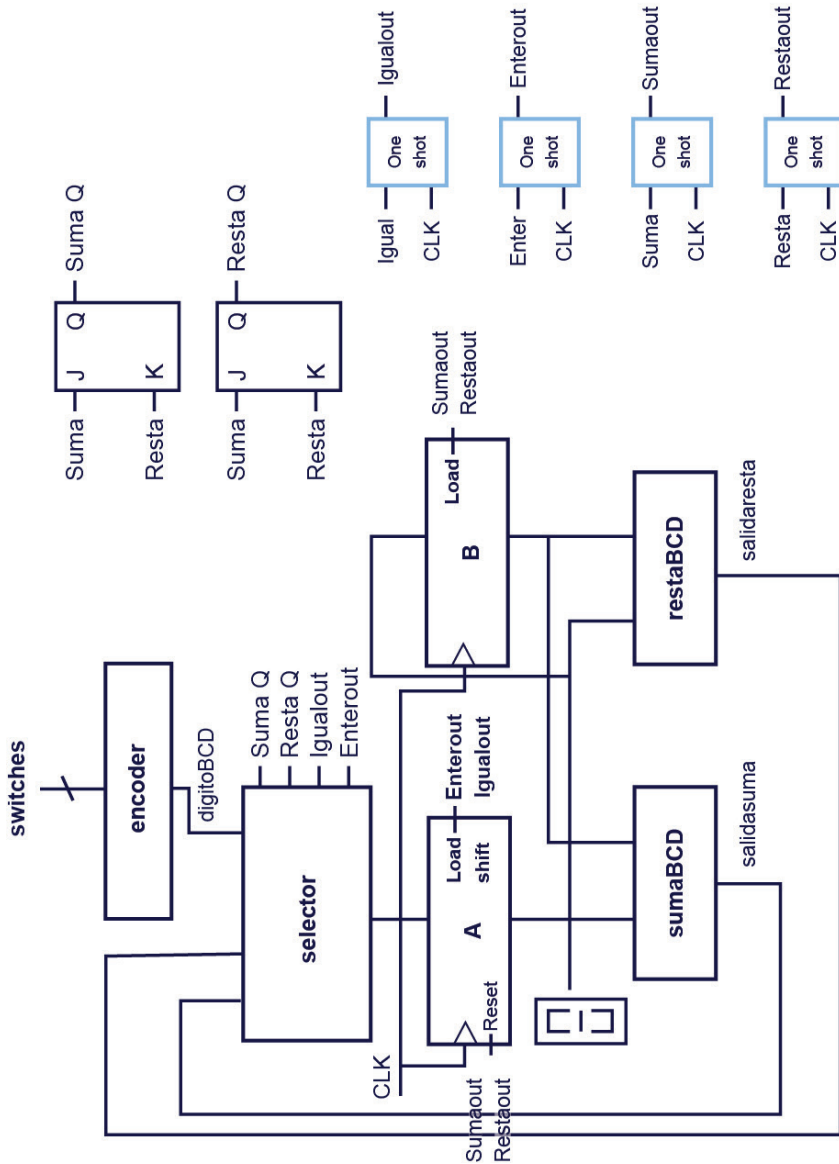 switches
Suma J Q Suma Q
encoder
Resta K
digitoBCD
Suma J Q Resta Q
Suma Q
Resta Q
Igualout
Enterout
selector
Resta K
CLK
Igual One shot Igualout
CLK
Load
shift
Enterout
Igualout
A
Reset
Sumaout
Restaout
Load
Sumaout
Restaout
B
Enter One shot Enterout
CLK
Suma One shot Sumaout
CLK
sumaBCD
restaBCD
salidasuma
salidaresta
Resta One shot Restaout
CLK